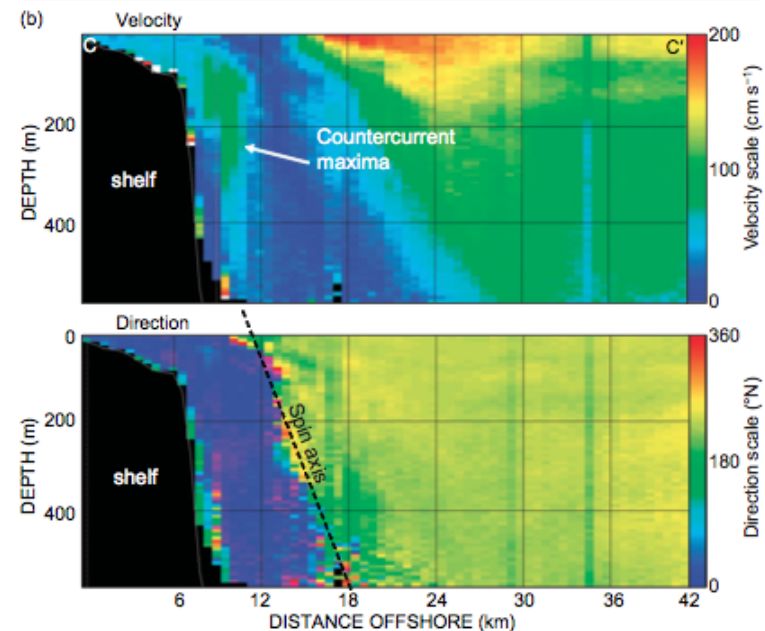 (b)
Velocity
C
C'
200
100
0
Velocity scale (cm s⁻¹)
DEPTH (m)
200
400
shelf
Countercurrent
maxima
Direction
0
200
400
DEPTH (m)
shelf
Spin axis
360
180
0
Direction scale (°N)
6 12 18 24 30 36 42
DISTANCE OFFSHORE (km)